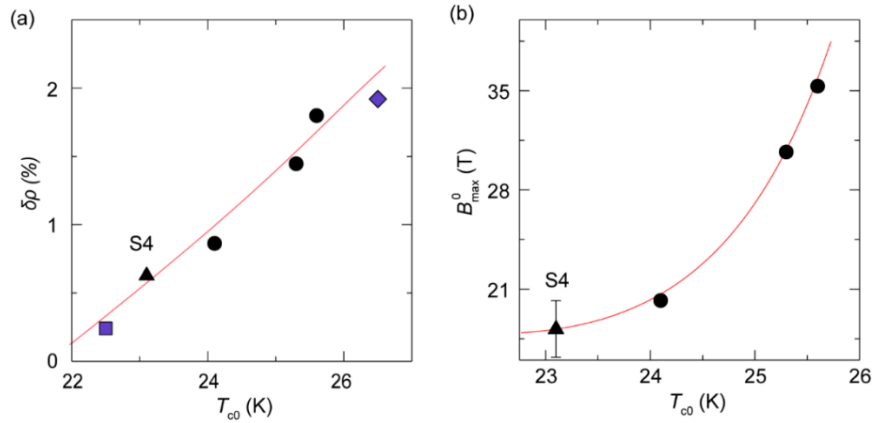 (a)
2
1
0
δρ (%)
S4
22
24
26
T_c0 (K)
(b)
35
28
21
B^0_max (T)
S4
23
24
25
26
T_c0 (K)